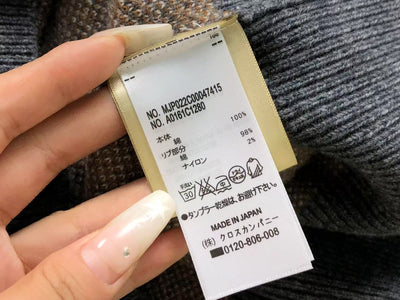 NO. MJP022C00047415
NO. A0161C1280
本体 綿 100%
リブ部分
綿 98%
ナイロン 2%
30
●タンブラー乾燥はお避け下さい。
MADE IN JAPAN
(株)クロスカンパニー
0120-806-008